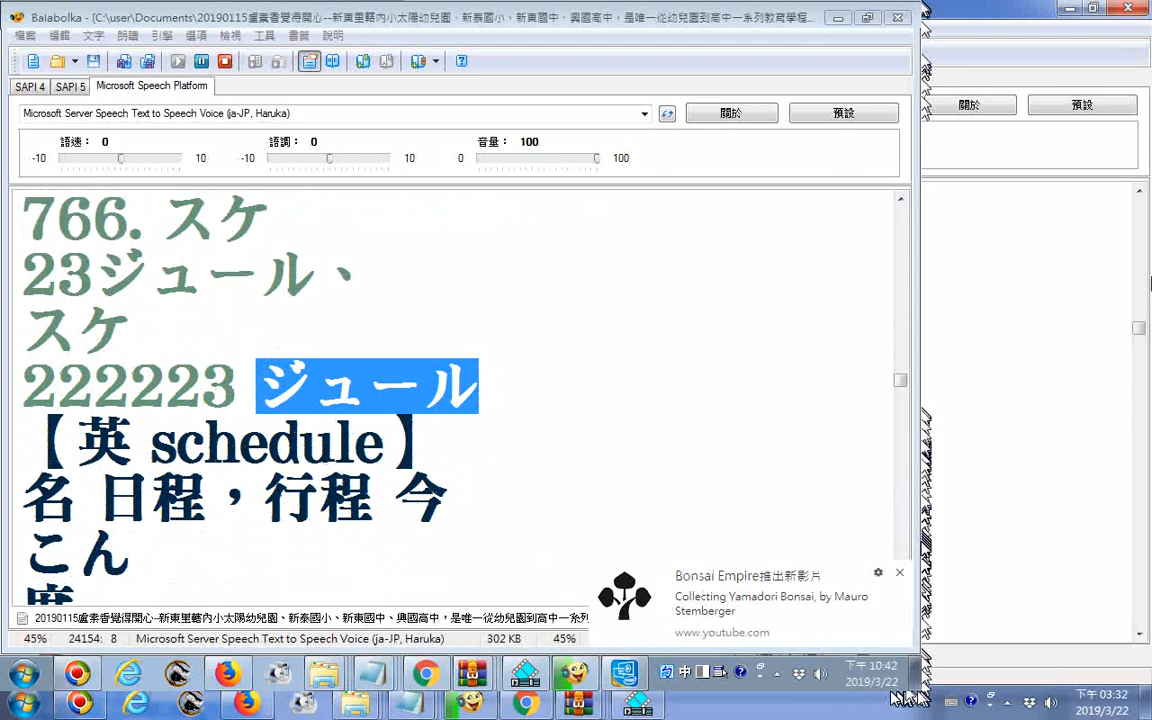 Balabolka - [C:\user\Documents\20190115盧素香覺得開心--新東里轄內小太陽幼兒園、新泰國小、新東國中、興國高中，是唯一從幼兒園到高中一系列教育學程...
檔案 編輯 文字 朗讀 引擎 選項 檢視 工具 書籤 說明
SAPI 4 SAPI 5 Microsoft Speech Platform
Microsoft Server Speech Text to Speech Voice (ja-JP, Haruka) 關於 預設 關於 預設
語速： 0 語調： 0 音量： 100
-10 10 -10 10 0 100
766. スケ
23ジュール、
スケ
222223 ジュール
【英 schedule】
名 日程，行程 今
こん
度
Bonsai Empire推出新影片
Collecting Yamadori Bonsai, by Mauro
Stemberger
www.youtube.com
20190115盧素香覺得開心--新東里轄內小太陽幼兒園、新泰國小、新東國中、興國高中，是唯一從幼兒園到高中一系列
45% 24154: 8 Microsoft Server Speech Text to Speech Voice (ja-JP, Haruka) 302 KB 45%
中 下午 10:42
2019/3/22
下午 03:32
2019/3/22